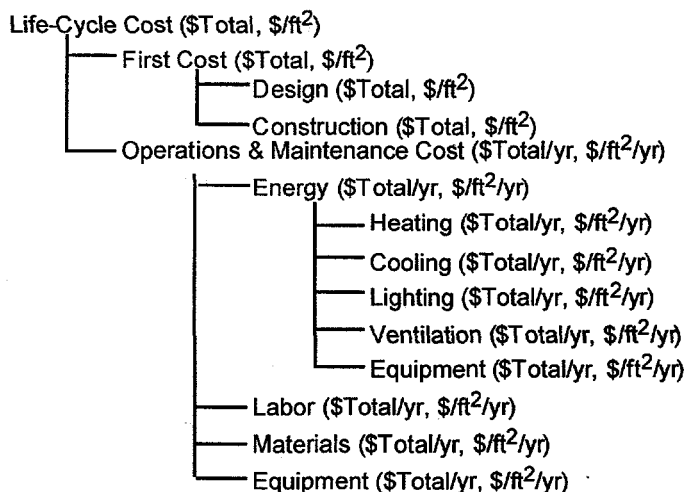 Life-Cycle Cost ($Total, $/ft²)
First Cost ($Total, $/ft²)
Design ($Total, $/ft²)
Construction ($Total, $/ft²)
Operations & Maintenance Cost ($Total/yr, $/ft²/yr)
Energy ($Total/yr, $/ft²/yr)
Heating ($Total/yr, $/ft²/yr)
Cooling ($Total/yr, $/ft²/yr)
Lighting ($Total/yr, $/ft²/yr)
Ventilation ($Total/yr, $/ft²/yr)
Equipment ($Total/yr, $/ft²/yr)
Labor ($Total/yr, $/ft²/yr)
Materials ($Total/yr, $/ft²/yr)
Equipment ($Total/yr, $/ft²/yr)